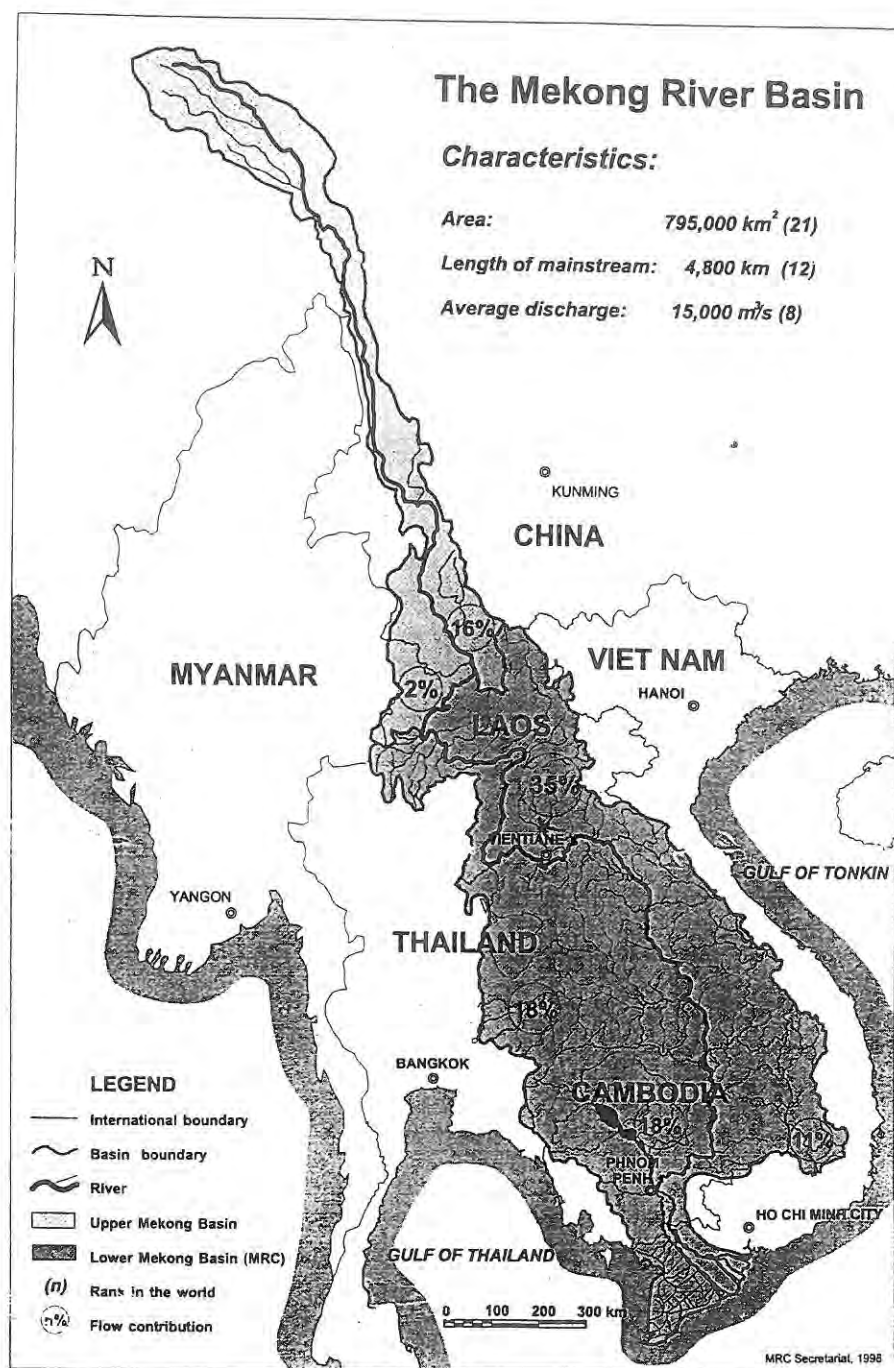 The Mekong River Basin
Characteristics:
Area: 795,000 km² (21)
Length of mainstream: 4,800 km (12)
Average discharge: 15,000 m³/s (8)
N
KUNMING
CHINA
16%
VIET NAM
MYANMAR
2%
HANOI
LAOS
35%
VIENTIANE
GULF OF TONKIN
YANGON
THAILAND
18%
BANGKOK
CAMBODIA
18%
11%
PHNOM
PENH
HO CHI MINH CITY
GULF OF THAILAND
LEGEND
International boundary
Basin boundary
River
Upper Mekong Basin
Lower Mekong Basin (MRC)
(n) Rank in the world
n% Flow contribution
0 100 200 300 km
MRC Secretariat, 1998